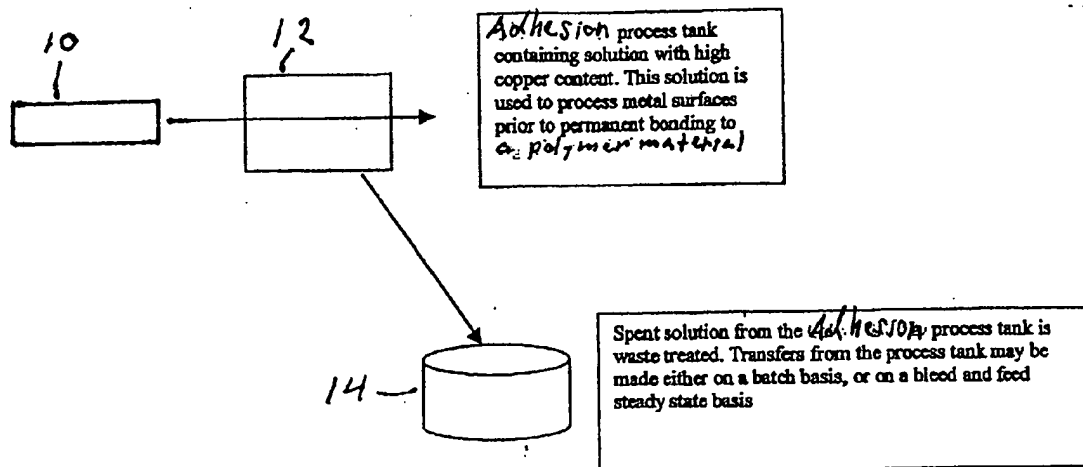 10
12
Adhesion process tank
containing solution with high
copper content. This solution is
used to process metal surfaces
prior to permanent bonding to
a polymer material
Spent solution from the Adhesion process tank is
waste treated. Transfers from the process tank may be
made either on a batch basis, or on a bleed and feed
steady state basis
14